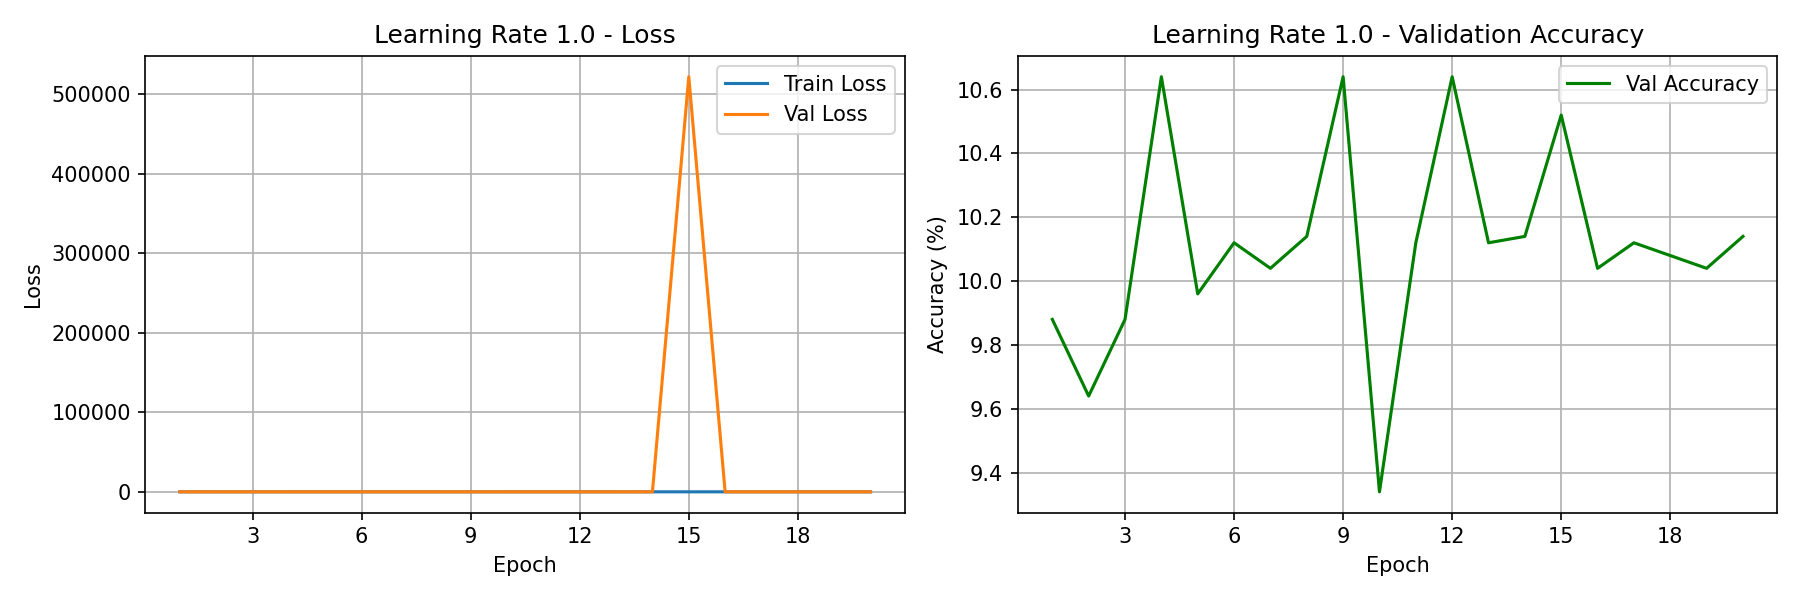 Learning Rate 1.0 - Loss
Train Loss
Val Loss
500000
400000
300000
200000
100000
0
Loss
3 6 9 12 15 18
Epoch
Learning Rate 1.0 - Validation Accuracy
Val Accuracy
10.6
10.4
10.2
10.0
9.8
9.6
9.4
Accuracy (%)
3 6 9 12 15 18
Epoch